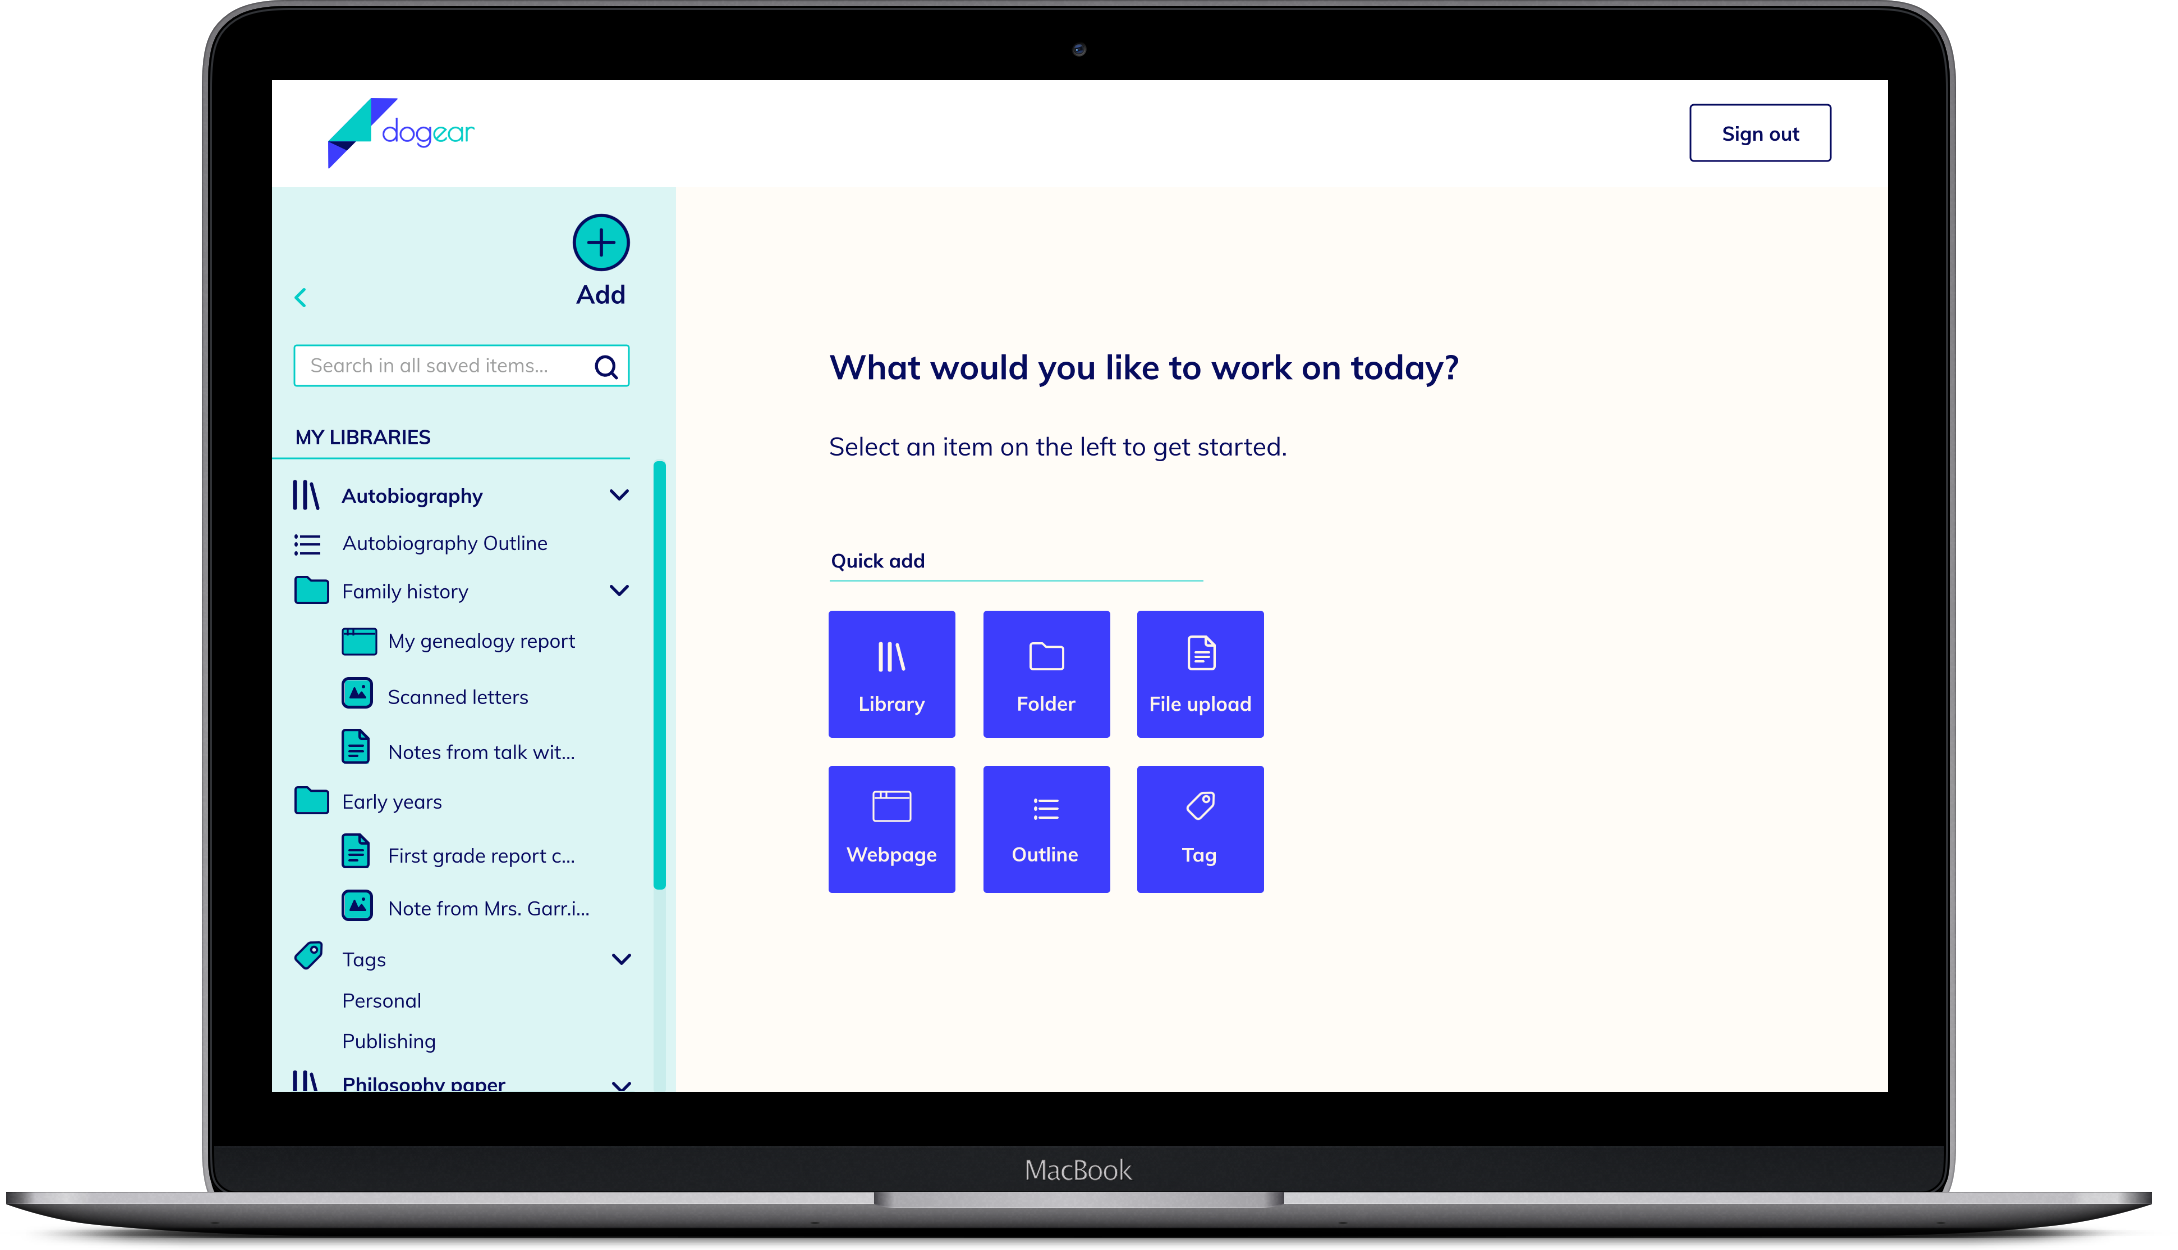 dogear
Sign out
Add
Search in all saved items...
MY LIBRARIES
Autobiography
Autobiography Outline
Family history
My genealogy report
Scanned letters
Notes from talk wit...
Early years
First grade report c...
Note from Mrs. Garr.i...
Tags
Personal
Publishing
Philosophy paper
What would you like to work on today?
Select an item on the left to get started.
Quick add
Library
Folder
File upload
Webpage
Outline
Tag
MacBook